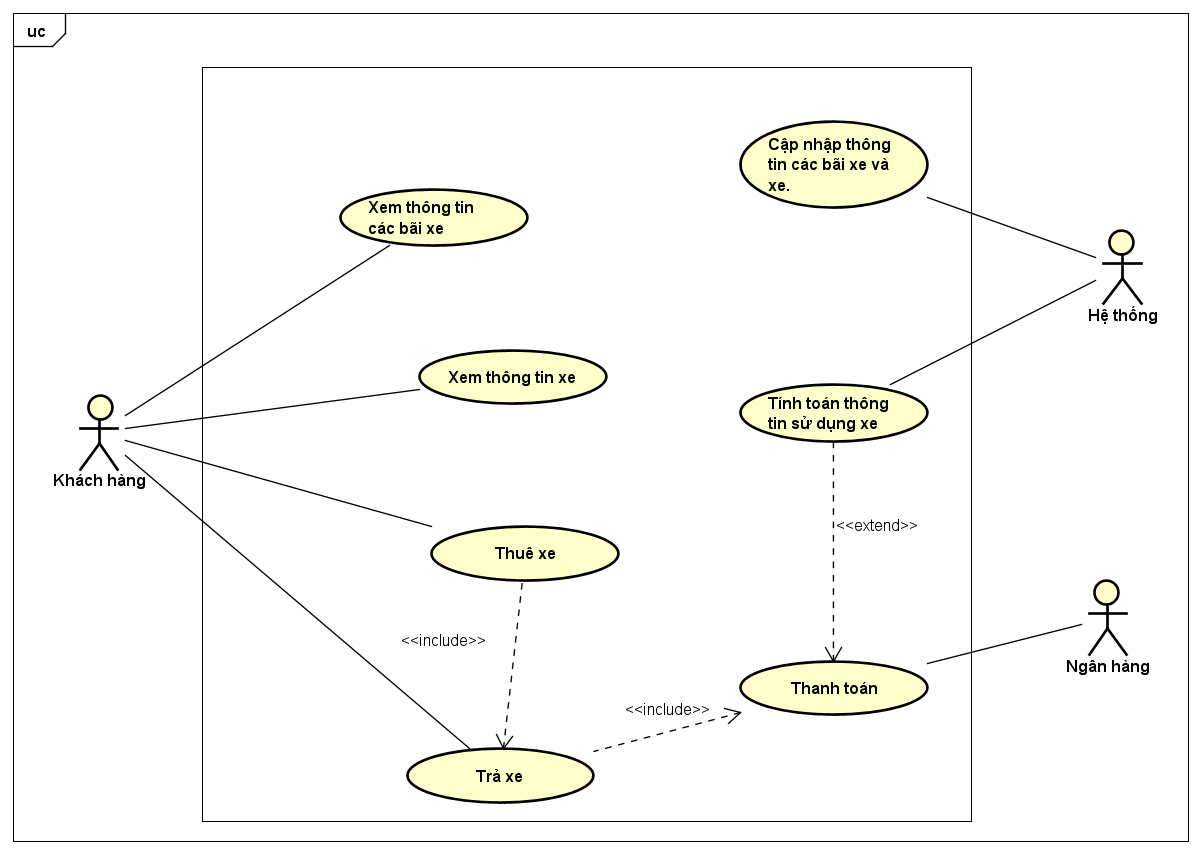 uc
Cập nhập thông
tin các bãi xe và
xe.
Xem thông tin
các bãi xe
Hệ thống
Xem thông tin xe
Tính toán thông
tin sử dụng xe
Khách hàng
<<extend>>
Thuê xe
<<include>>
Ngân hàng
Thanh toán
<<include>>
Trả xe